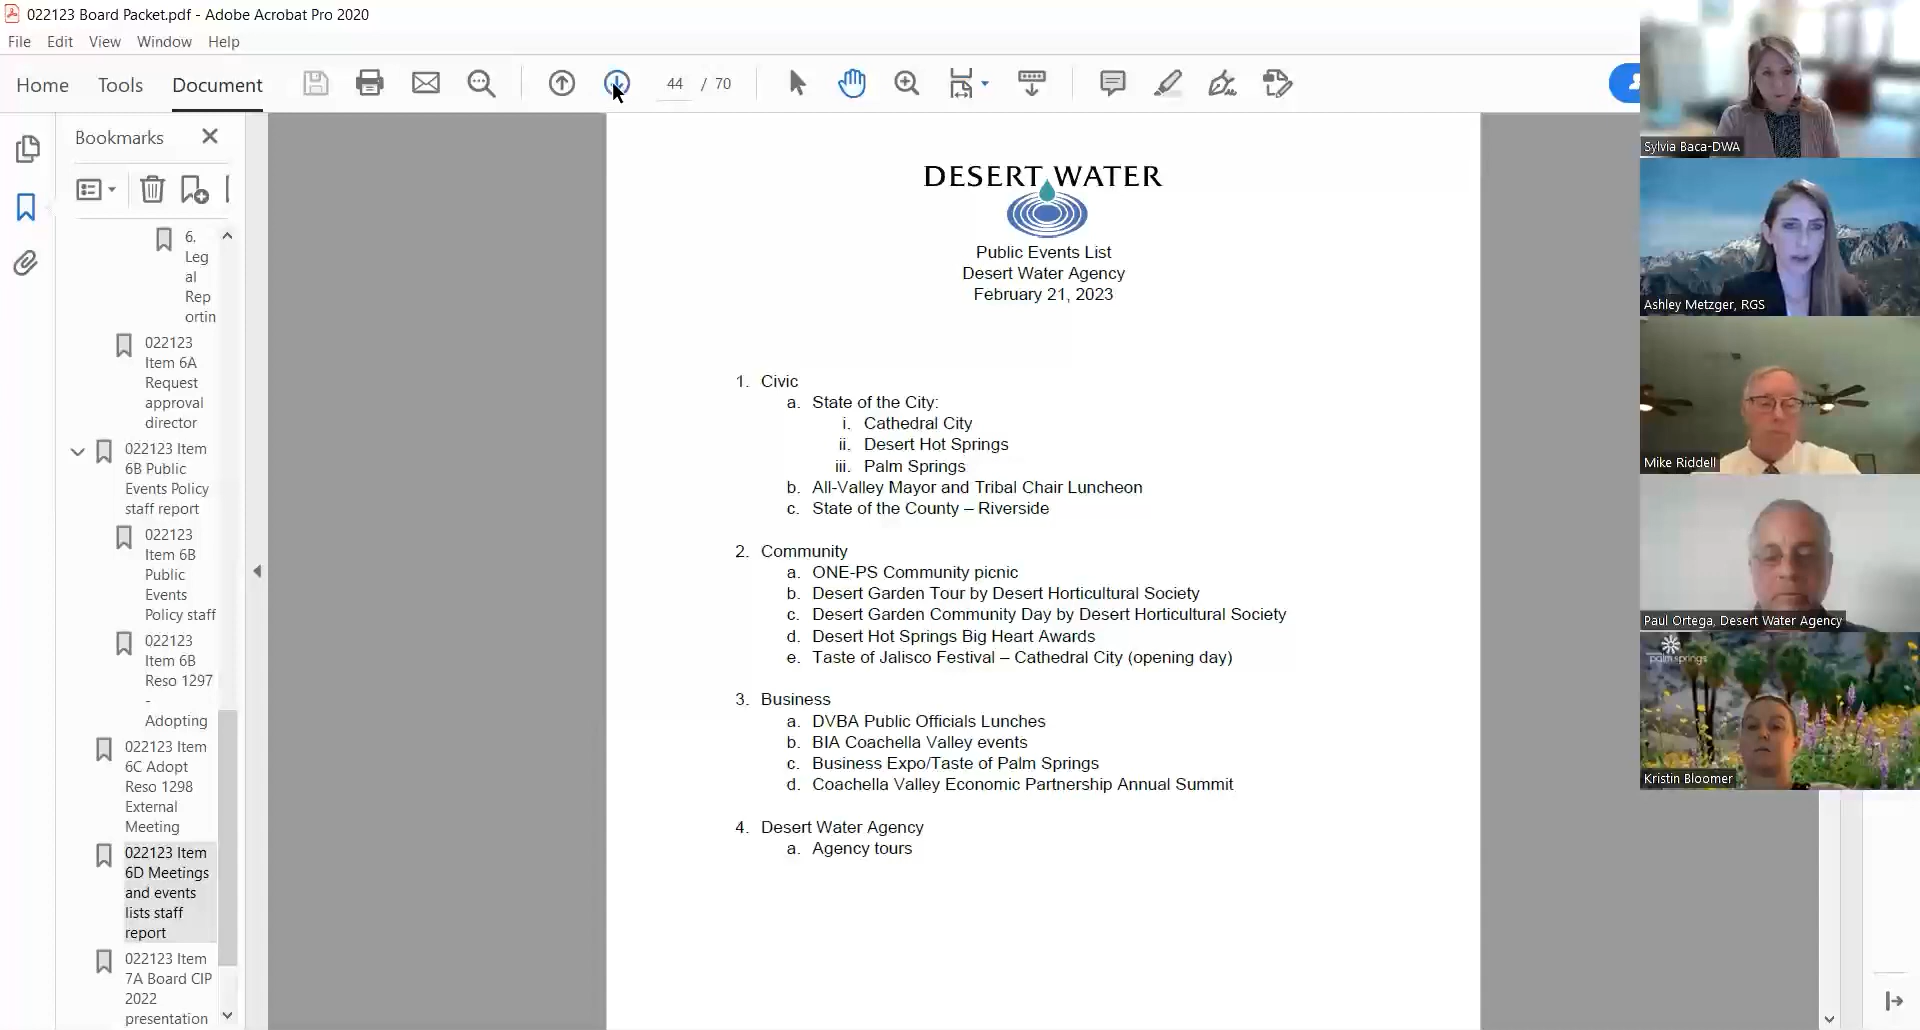 022123 Board Packet.pdf - Adobe Acrobat Pro 2020
File Edit View Window Help
Home Tools Document 44 / 70
Bookmarks
6.
Leg
al
Rep
ortin
022123
Item 6A
Request
approval
director
022123 Item
6B Public
Events Policy
staff report
022123
Item 6B
Public
Events
Policy staff
022123
Item 6B
Reso 1297
-
Adopting
022123 Item
6C Adopt
Reso 1298
External
Meeting
022123 Item
6D Meetings
and events
lists staff
report
022123 Item
7A Board CIP
2022
presentation
DESERT WATER
Public Events List
Desert Water Agency
February 21, 2023
1. Civic
a. State of the City:
i. Cathedral City
ii. Desert Hot Springs
iii. Palm Springs
b. All-Valley Mayor and Tribal Chair Luncheon
c. State of the County – Riverside
2. Community
a. ONE-PS Community picnic
b. Desert Garden Tour by Desert Horticultural Society
c. Desert Garden Community Day by Desert Horticultural Society
d. Desert Hot Springs Big Heart Awards
e. Taste of Jalisco Festival – Cathedral City (opening day)
3. Business
a. DVBA Public Officials Lunches
b. BIA Coachella Valley events
c. Business Expo/Taste of Palm Springs
d. Coachella Valley Economic Partnership Annual Summit
4. Desert Water Agency
a. Agency tours
Sylvia Baca-DWA
Ashley Metzger, RGS
Mike Riddell
Paul Ortega, Desert Water Agency
palm springs
Kristin Bloomer